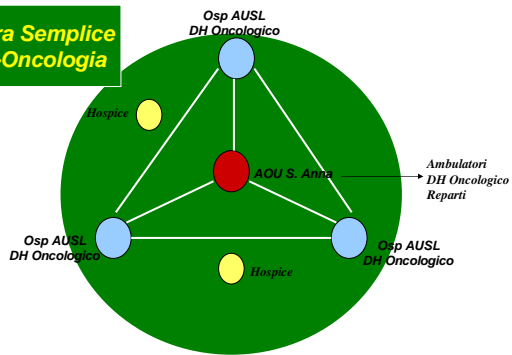 ra Semplice
-Oncologia
Osp AUSL
DH Oncologico
Hospice
AOU S. Anna
Ambulatori
DH Oncologico
Reparti
Osp AUSL
DH Oncologico
Osp AUSL
DH Oncologico
Hospice